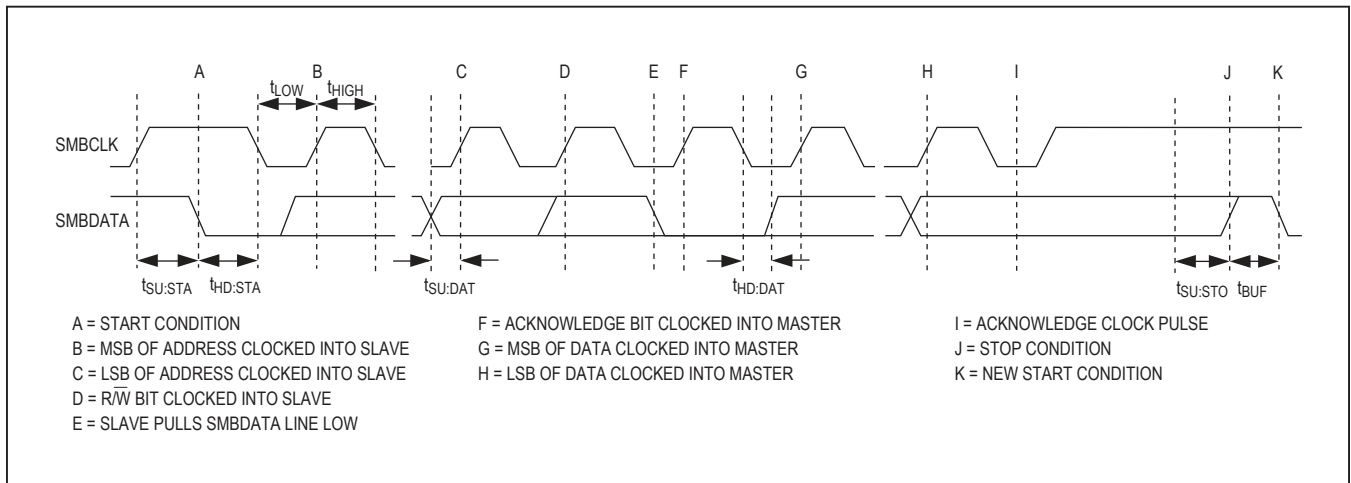 A B C D E F G H I J K
tLOW tHIGH
SMBCLK
SMBDATA
tSU:STA tHD:STA tSU:DAT tHD:DAT tSU:STO tBUF
A = START CONDITION
B = MSB OF ADDRESS CLOCKED INTO SLAVE
C = LSB OF ADDRESS CLOCKED INTO SLAVE
D = R/W̅ BIT CLOCKED INTO SLAVE
E = SLAVE PULLS SMBDATA LINE LOW
F = ACKNOWLEDGE BIT CLOCKED INTO MASTER
G = MSB OF DATA CLOCKED INTO MASTER
H = LSB OF DATA CLOCKED INTO MASTER
I = ACKNOWLEDGE CLOCK PULSE
J = STOP CONDITION
K = NEW START CONDITION